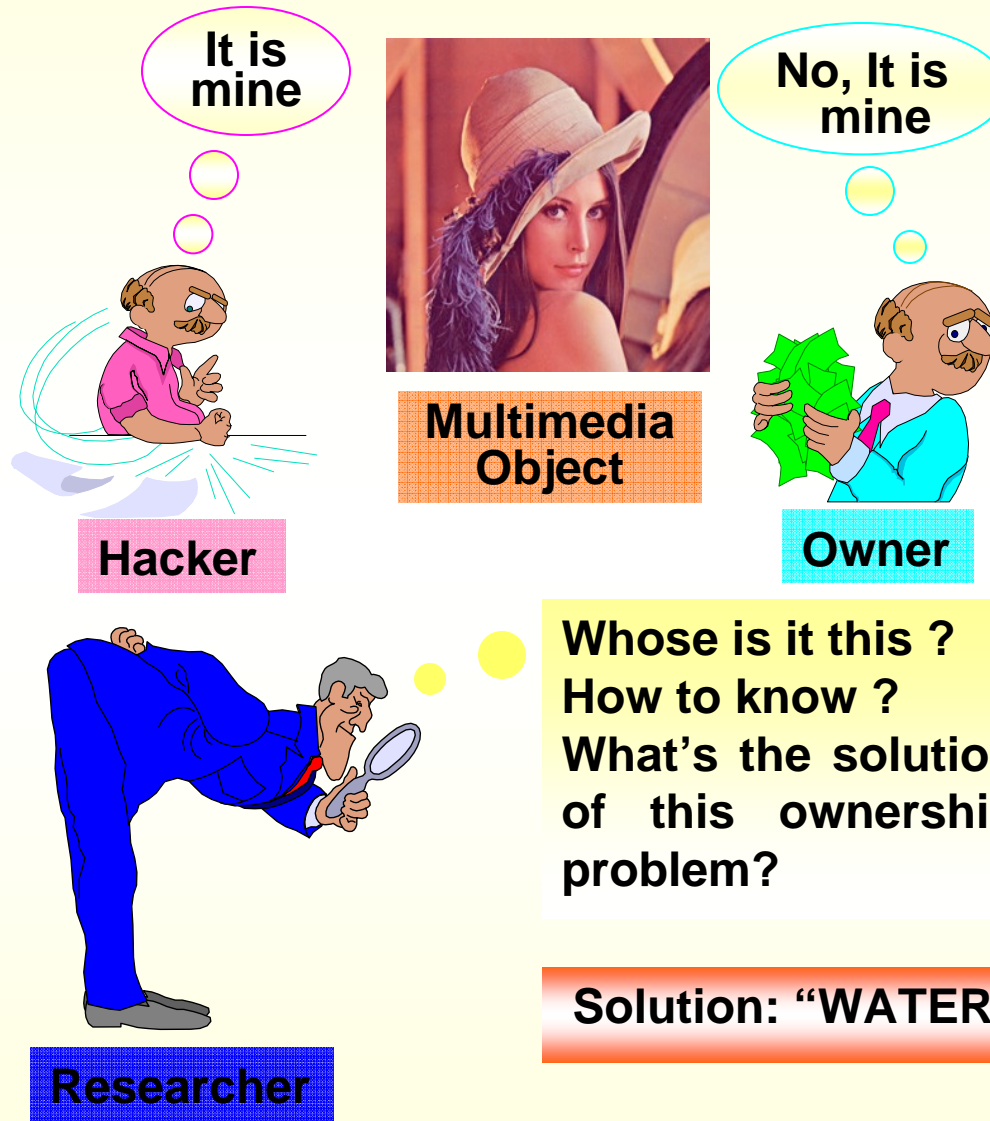 It is
mine
No, It is
mine
Multimedia
Object
Hacker
Owner
Whose is it this ?
How to know ?
What’s the solutio
of this ownershi
problem?
Solution: “WATER
Researcher